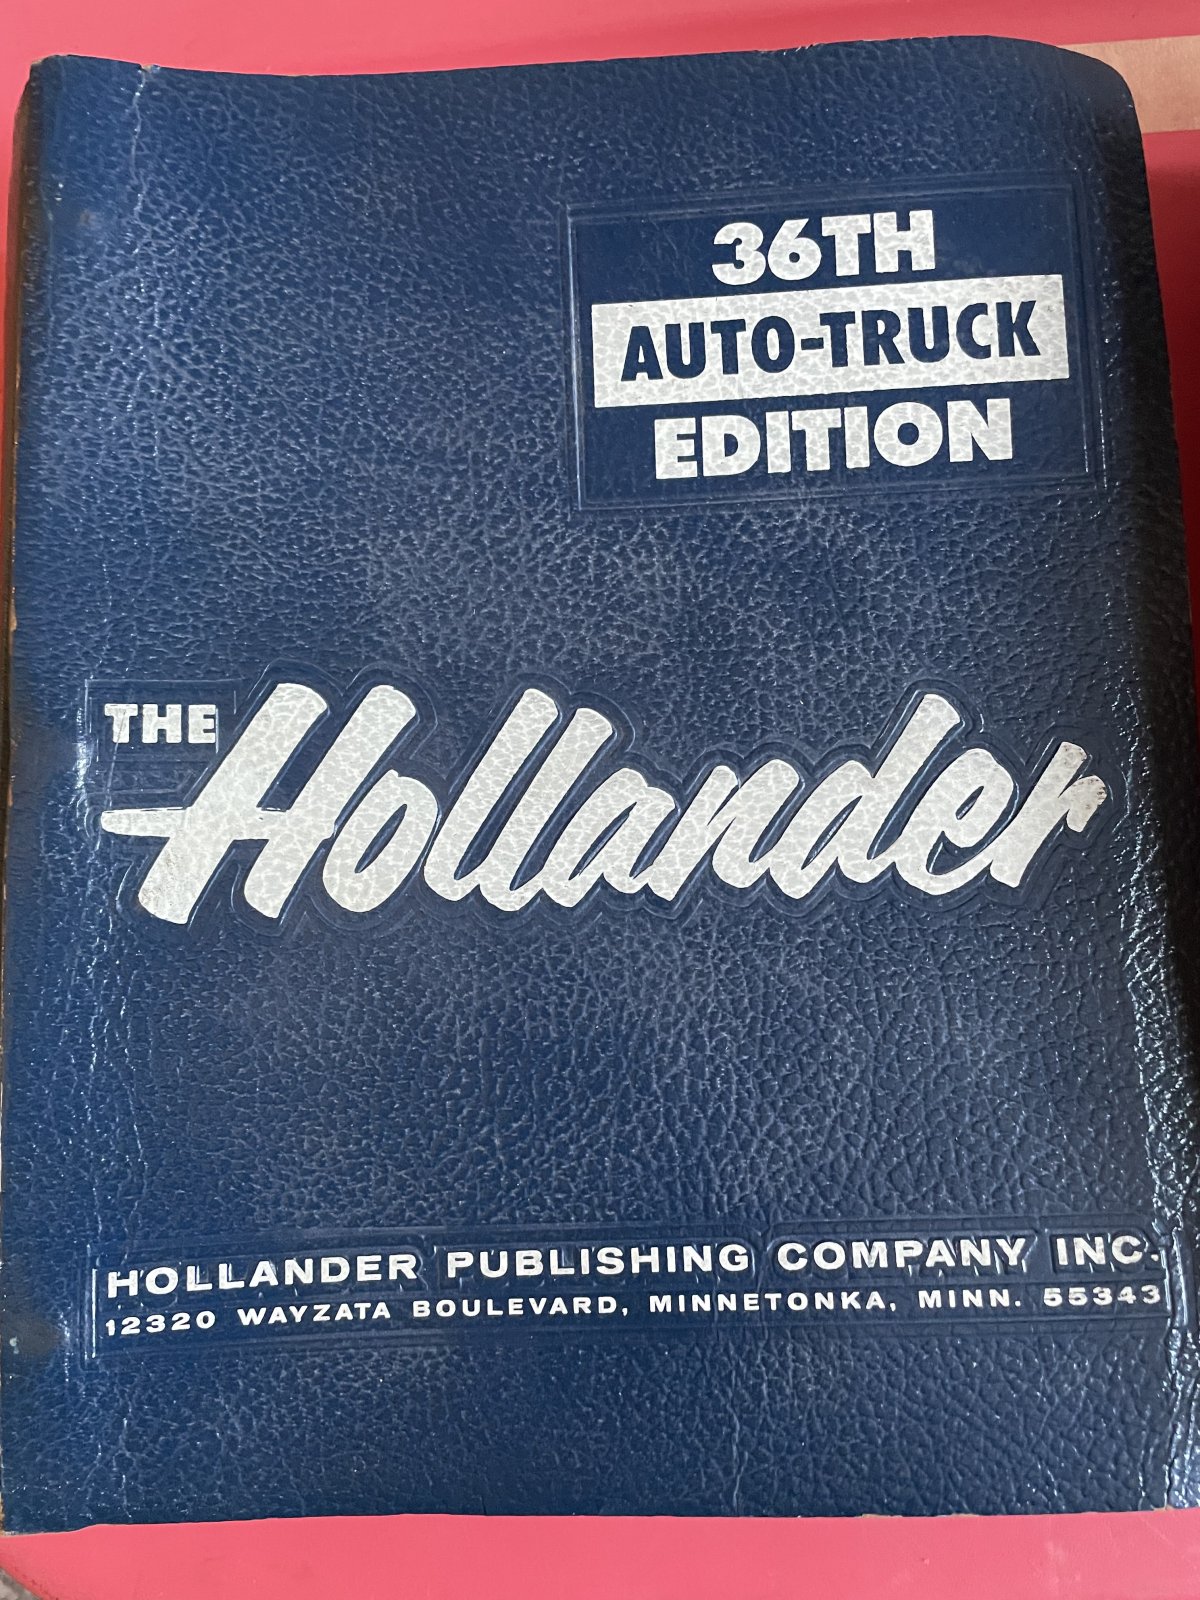 36TH
AUTO-TRUCK
EDITION
THE Hollander
HOLLANDER PUBLISHING COMPANY INC.
12320 WAYZATA BOULEVARD, MINNETONKA, MINN. 55343